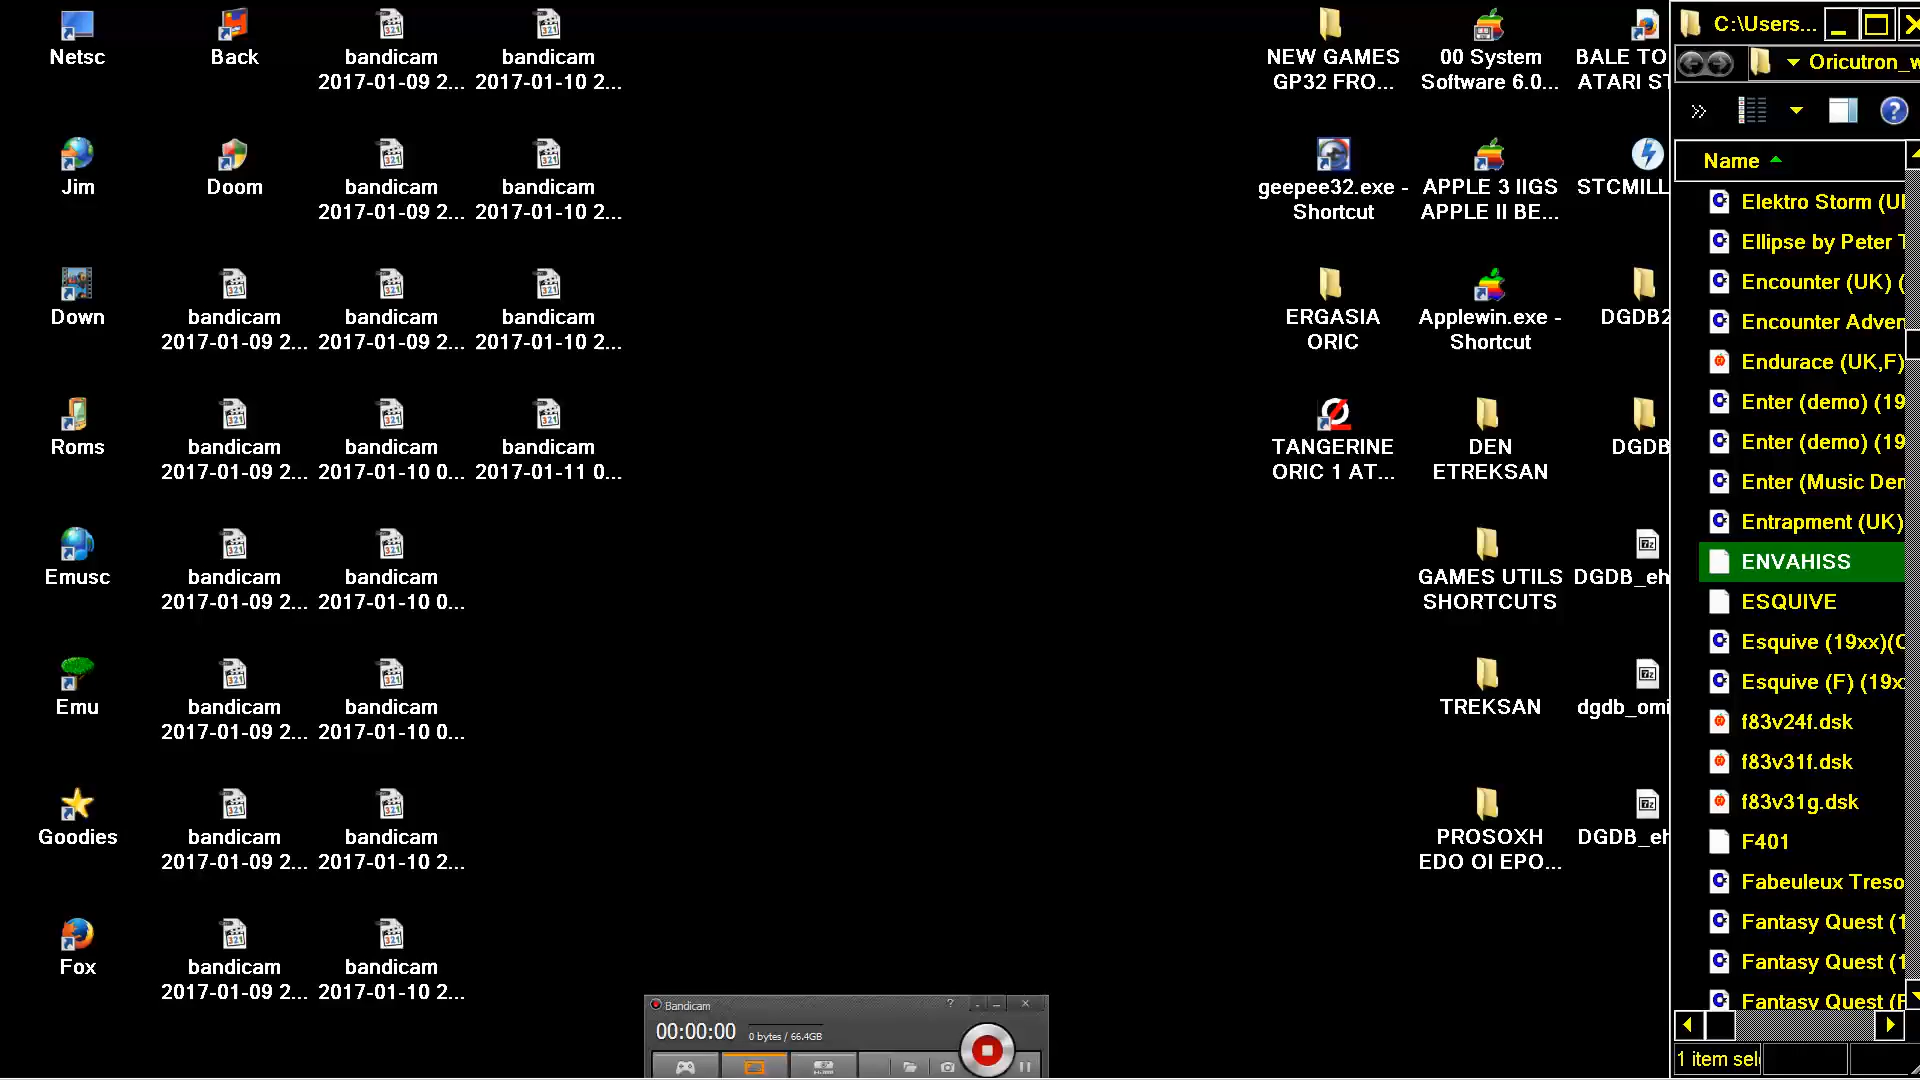 Netsc
Jim
Down
Roms
Emusc
Emu
Goodies
Fox
Back
Doom
bandicam
2017-01-09 2...
bandicam
2017-01-09 2...
bandicam
2017-01-09 2...
bandicam
2017-01-09 2...
bandicam
2017-01-09 2...
bandicam
2017-01-09 2...
bandicam
2017-01-09 2...
bandicam
2017-01-09 2...
bandicam
2017-01-09 2...
bandicam
2017-01-10 0...
bandicam
2017-01-10 0...
bandicam
2017-01-10 0...
bandicam
2017-01-10 2...
bandicam
2017-01-10 2...
bandicam
2017-01-10 2...
bandicam
2017-01-10 2...
bandicam
2017-01-10 2...
bandicam
2017-01-11 0...
NEW GAMES
GP32 FRO...
geepee32.exe -
Shortcut
ERGASIA
ORIC
TANGERINE
ORIC 1 AT...
00 System
Software 6.0...
APPLE 3 IIGS
APPLE II BE...
Applewin.exe -
Shortcut
DEN
ETREKSAN
GAMES UTILS
SHORTCUTS
TREKSAN
PROSOXH
EDO OI EPO...
BALE TO
ATARI ST
STCMILL
DGDB2
DGDB
DGDB_eh
dgdb_omi
DGDB_eh
C:\Users...
Oricutron_w
Name
Elektro Storm (U
Ellipse by Peter T
Encounter (UK) (
Encounter Adven
Endurace (UK,F)
Enter (demo) (19
Enter (demo) (19
Enter (Music Der
Entrapment (UK)
ENVAHISS
ESQUIVE
Esquive (19xx)(C
Esquive (F) (19x
f83v24f.dsk
f83v31f.dsk
f83v31g.dsk
F401
Fabeuleux Treso
Fantasy Quest (1
Fantasy Quest (1
Fantasy Quest (F
1 item sel
Bandicam
00:00:00
0 bytes / 66.4GB